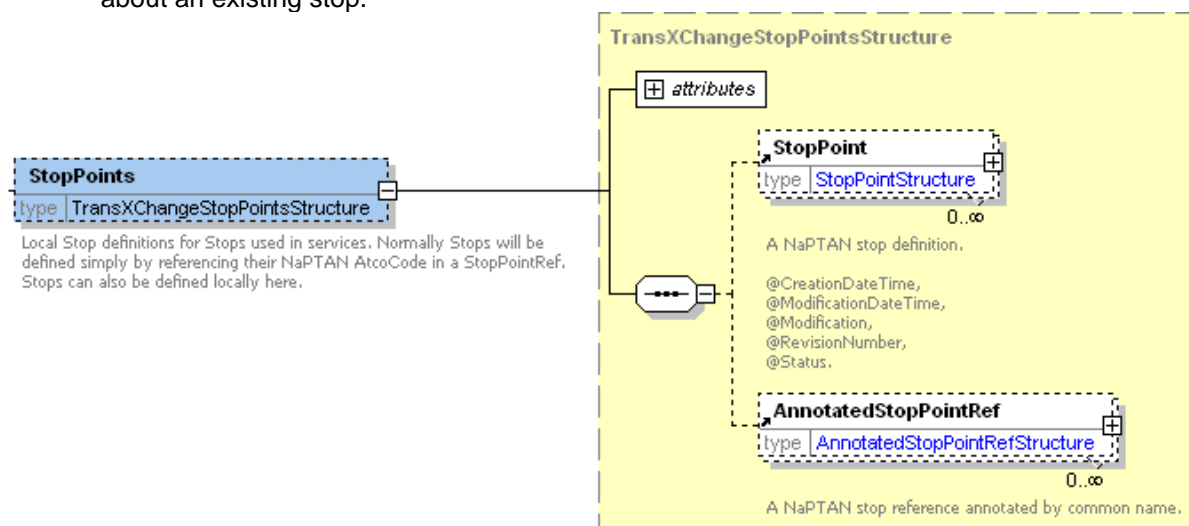 about an existing stop.
TransXChangeStopPointsStructure
attributes
StopPoints
type TransXChangeStopPointsStructure
Local Stop definitions for Stops used in services. Normally Stops will be
defined simply by referencing their NaPTAN AtcoCode in a StopPointRef.
Stops can also be defined locally here.
StopPoint
type StopPointStructure
0..∞
A NaPTAN stop definition.
@CreationDateTime,
@ModificationDateTime,
@Modification,
@RevisionNumber,
@Status.
AnnotatedStopPointRef
type AnnotatedStopPointRefStructure
0..∞
A NaPTAN stop reference annotated by common name.